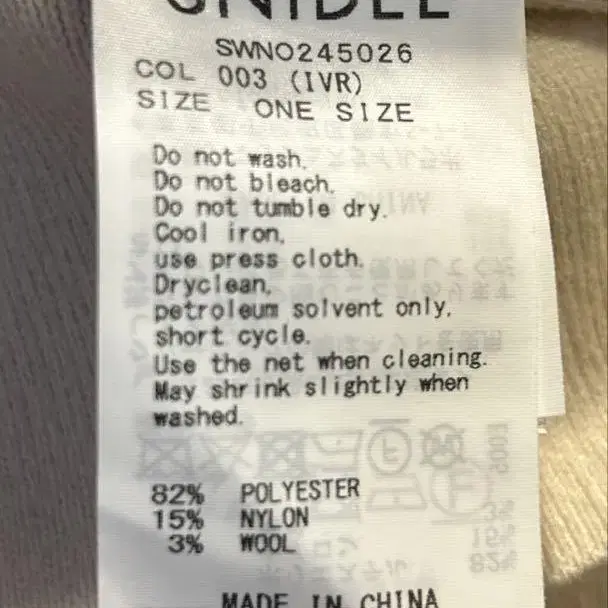 SNIDEL
SWNO245026
COL 003 (IVR)
SIZE ONE SIZE
Do not wash.
Do not bleach.
Do not tumble dry.
Cool iron,
use press cloth.
Dryclean,
petroleum solvent only,
short cycle.
Use the net when cleaning.
May shrink slightly when
washed.
82% POLYESTER
15% NYLON
3% WOOL
MADE IN CHINA